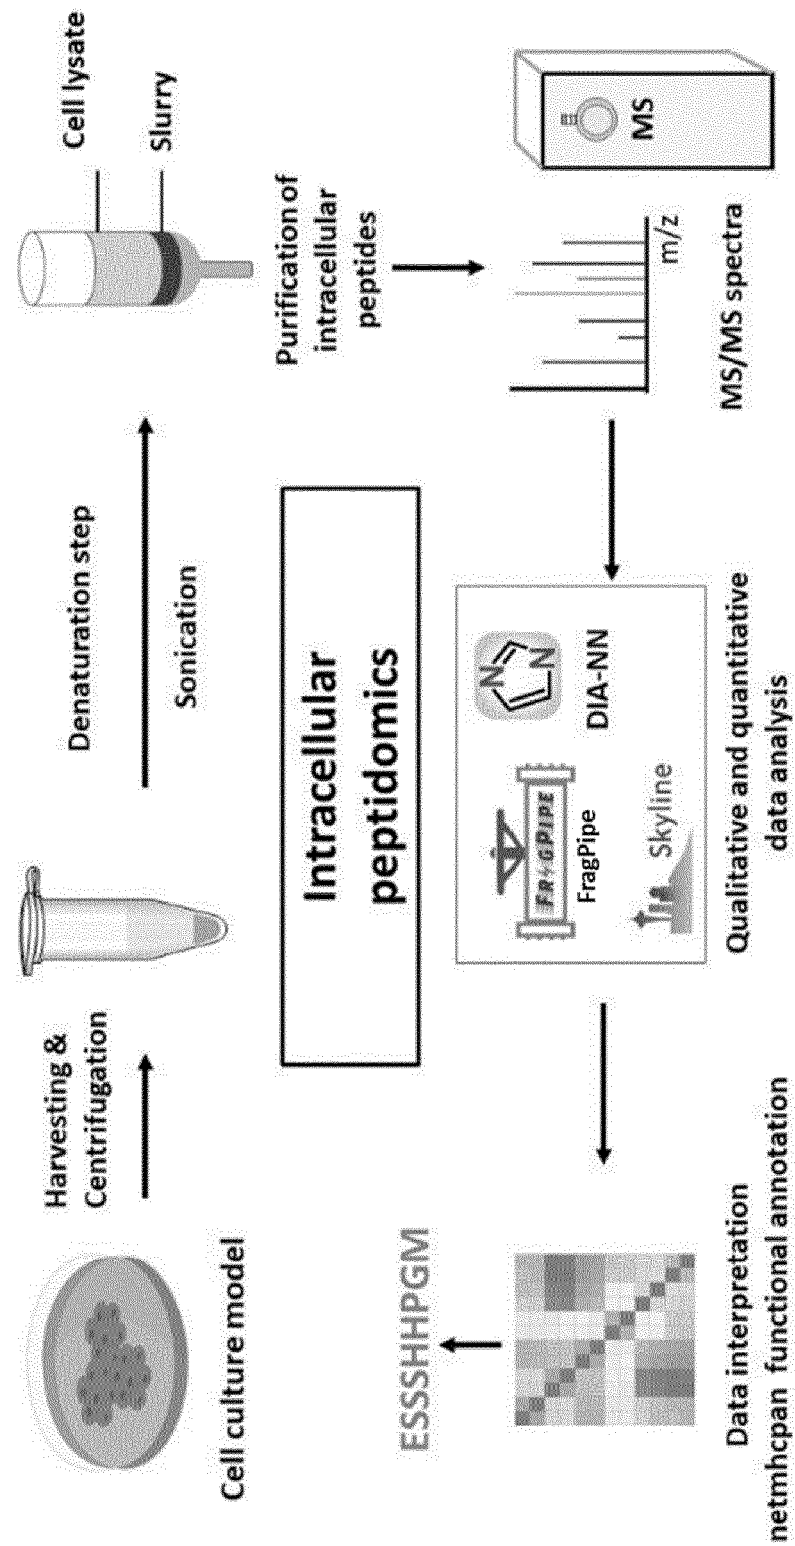 Cell culture model
Harvesting &
Centrifugation
Denaturation step
Sonication
Cell lysate
Slurry
Purification of
intracellular
peptides
MS
m/z
MS/MS spectra
Intracellular
peptidomics
FRAGPIPE
FragPipe
N
N
DIA-NN
Skyline
Qualitative and quantitative
data analysis
ESSSHHPGM
Data interpretation
netmhcpan functional annotation